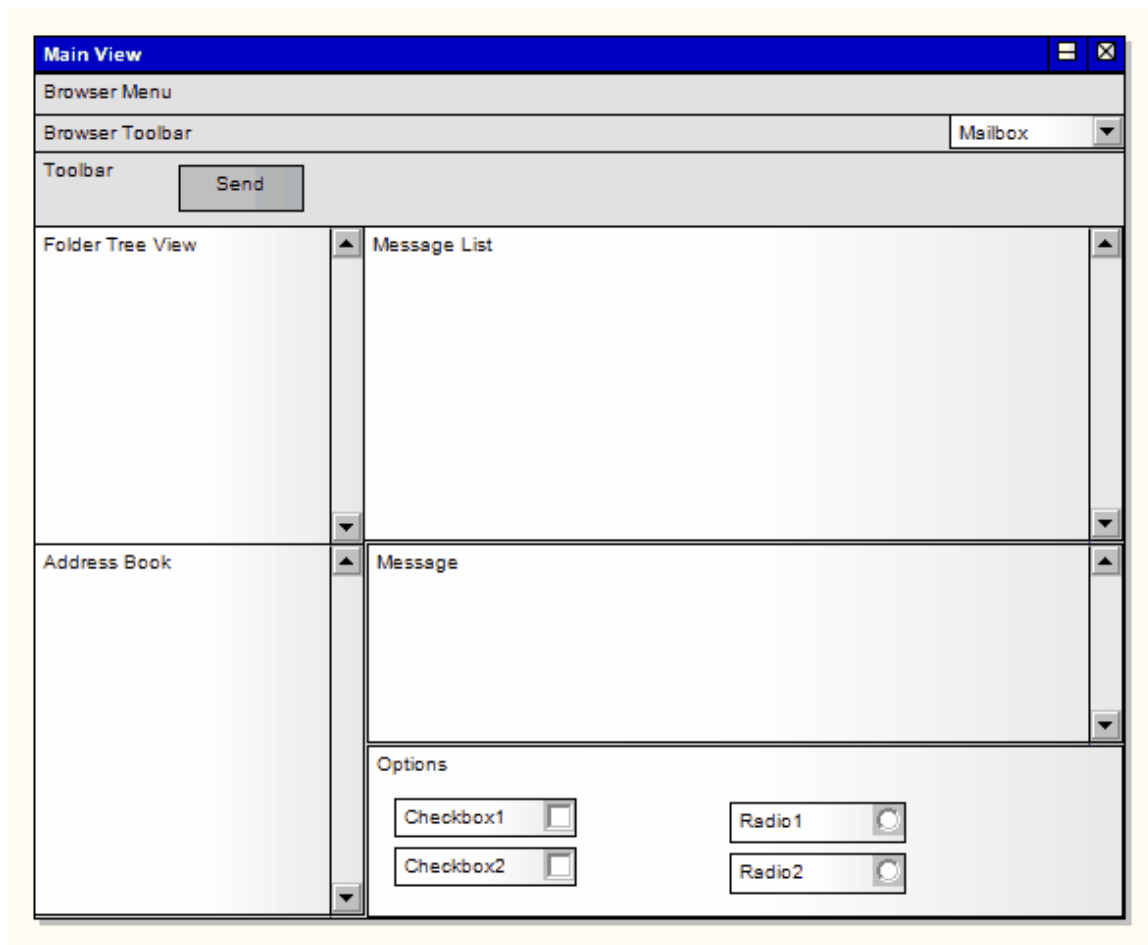 Main View
Browser Menu
Browser Toolbar
Mailbox
Toolbar
Send
Folder Tree View
Message List
Address Book
Message
Options
Checkbox1
Radio1
Checkbox2
Radio2